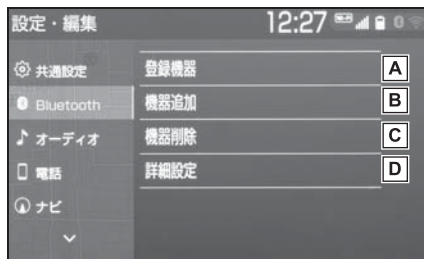 設定・編集
12:27
共通設定
Bluetooth
オーディオ
電話
ナビ
登録機器 A
機器追加 B
機器削除 C
詳細設定 D